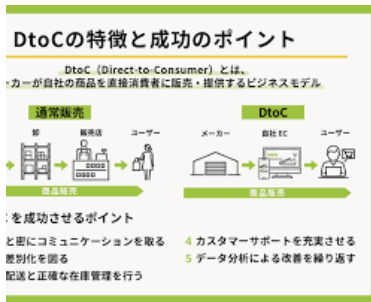 DtoCの特徴と成功のポイント
DtoC（Direct-to-Consumer）とは、
ーカーが自社の商品を直接消費者に販売・提供するビジネスモデル
通常販売
卸 販売店 ユーザー
商品販売
DtoC
メーカー 自社EC ユーザー
商品販売
を成功させるポイント
と密にコミュニケーションを取る
差別化を図る
配送と正確な在庫管理を行う
4 カスタマーサポートを充実させる
5 データ分析による改善を繰り返す